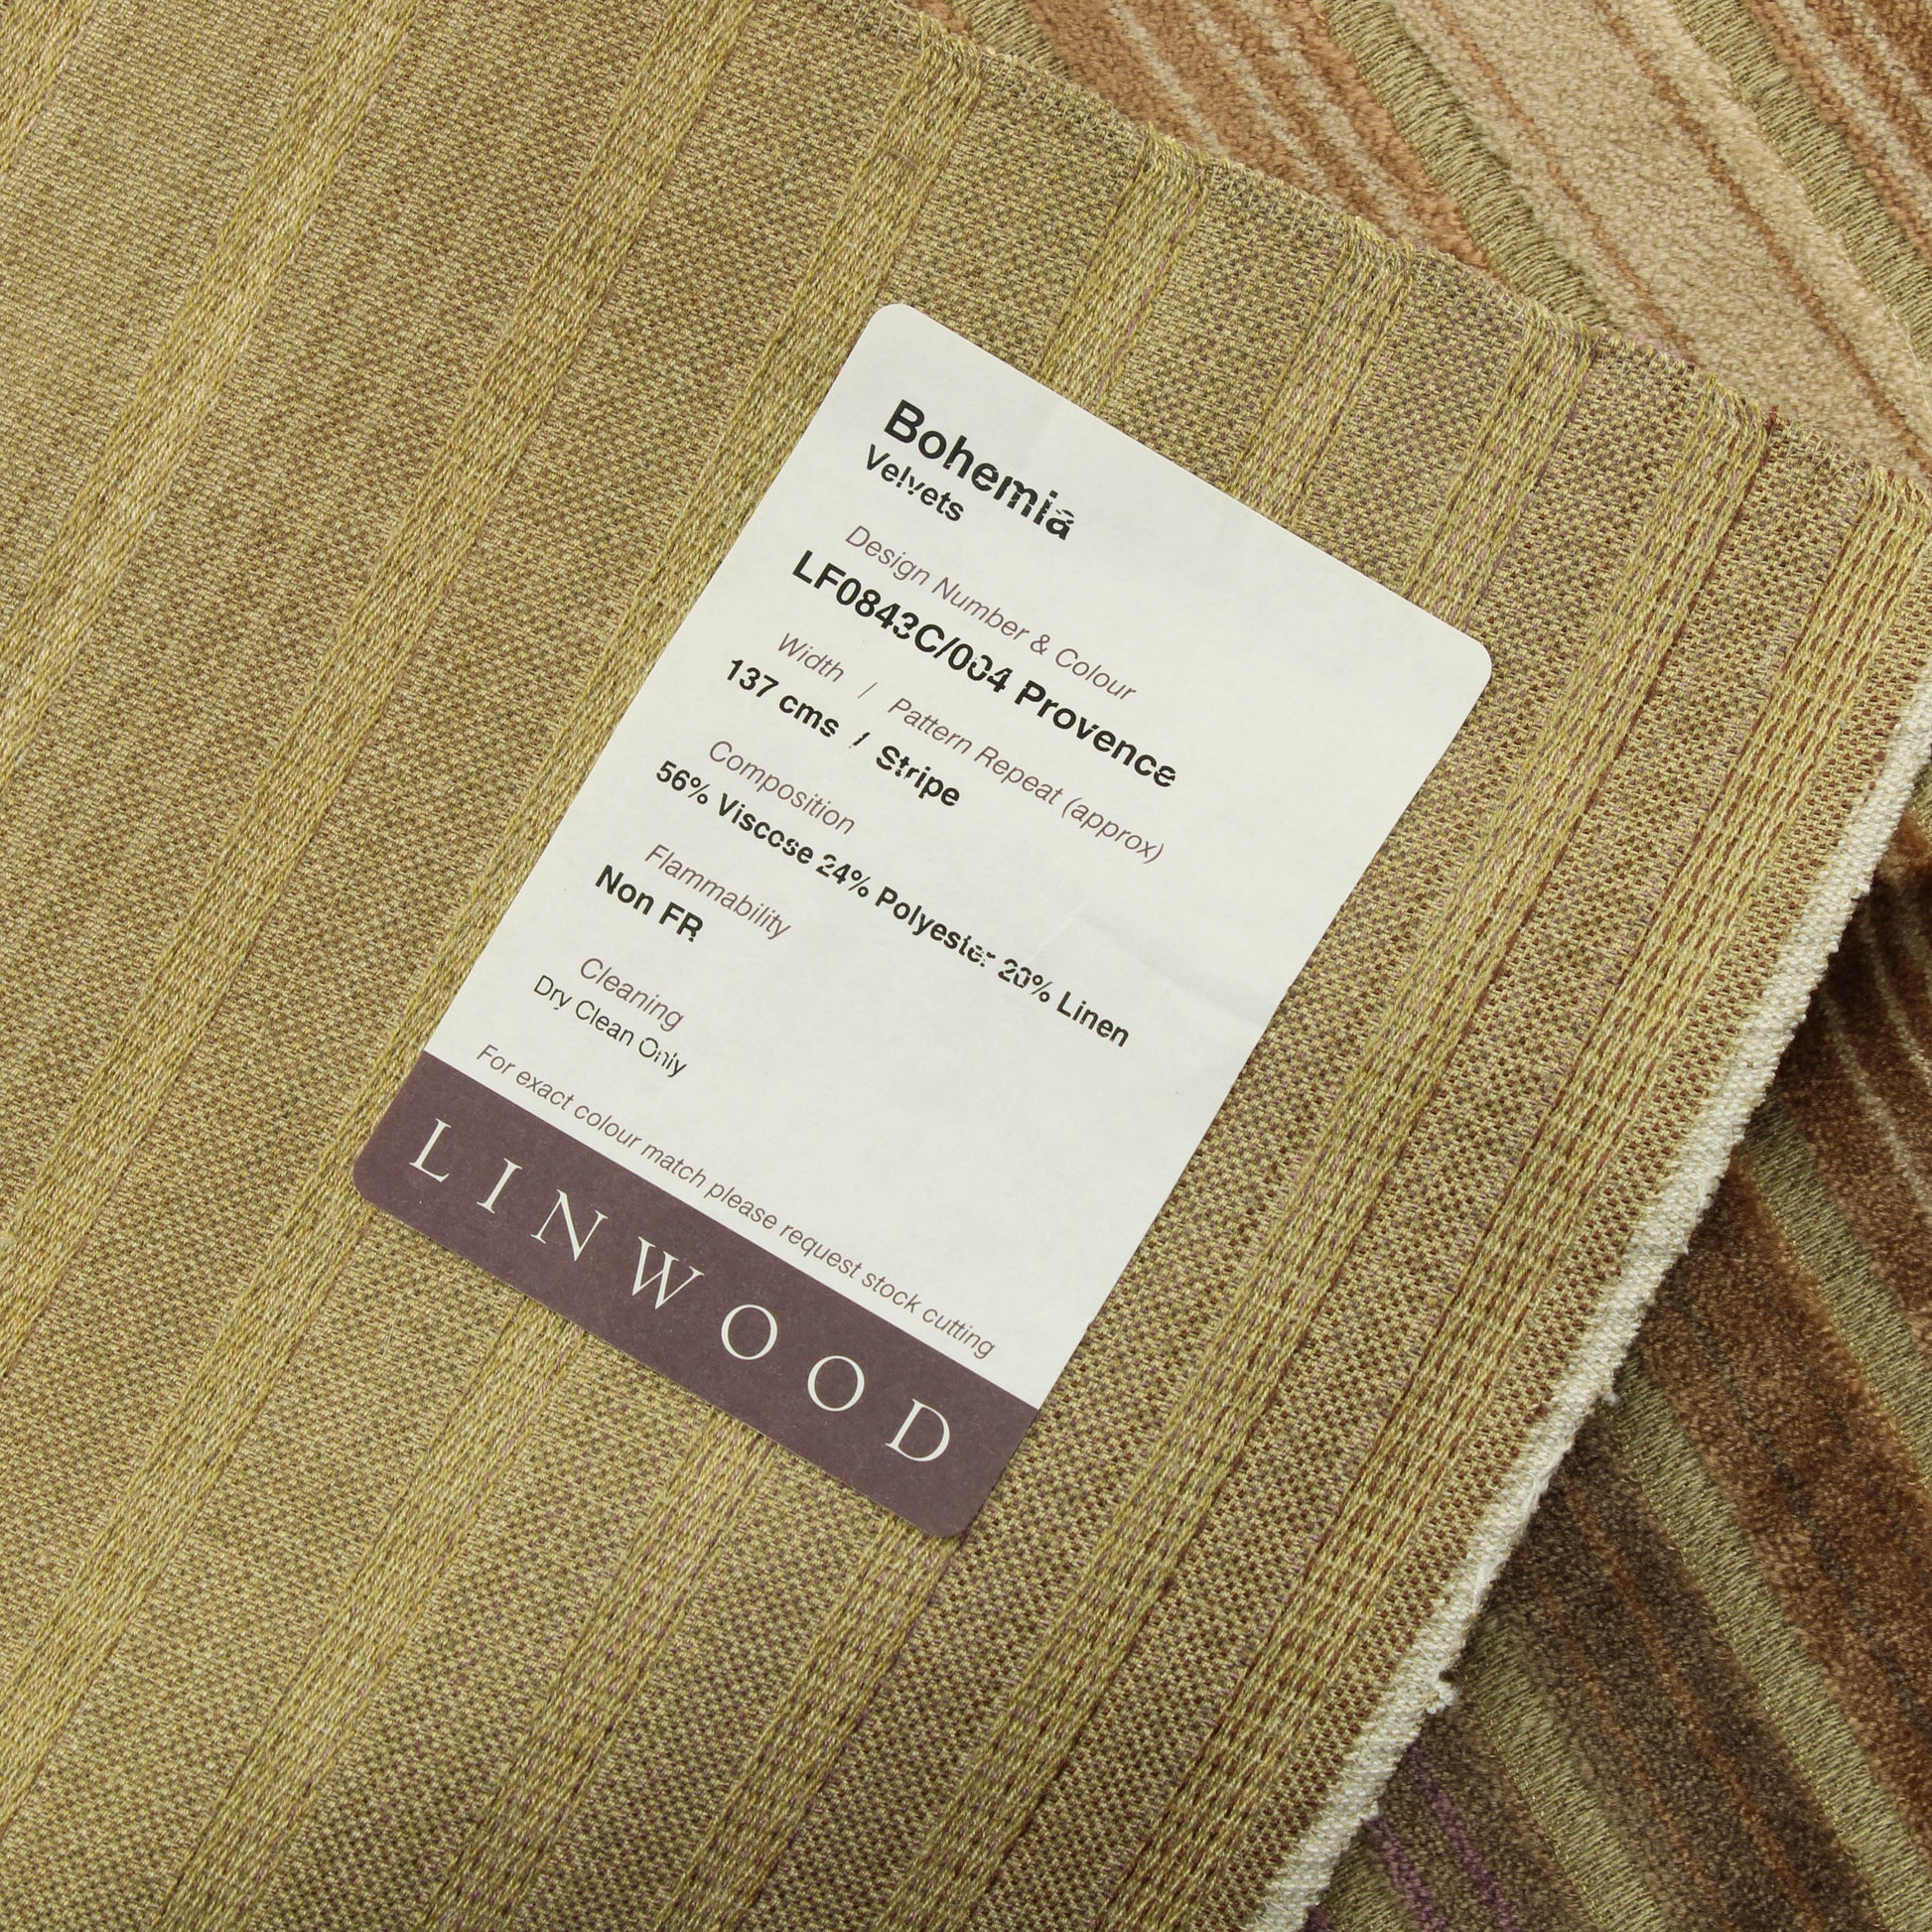 Bohemia
Velvets
Design Number & Colour
LF0843C/004 Provence
Width / Pattern Repeat (approx)
137 cms / Stripe
Composition
56% Viscose 24% Polyester 20% Linen
Flammability
Non FR
Cleaning
Dry Clean Only
For exact colour match please request stock cutting
LINWOOD